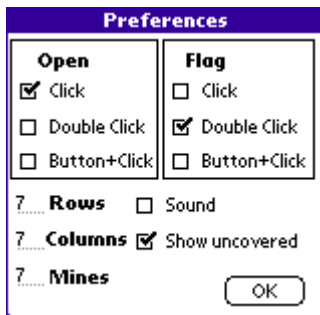 Preferences
Open Flag
Click Click
Double Click Double Click
Button+Click Button+Click
7 Rows Sound
7 Columns Show uncovered
7 Mines
OK